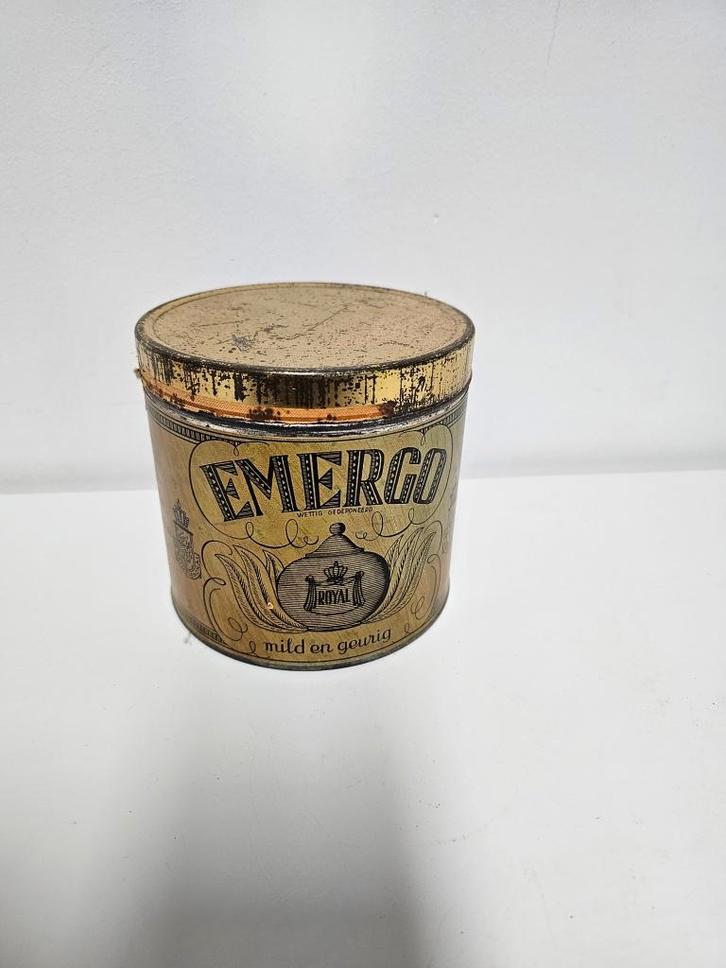 EMERGO
WETTIG GEDEPONEERD
ROYAL
mild en geurig